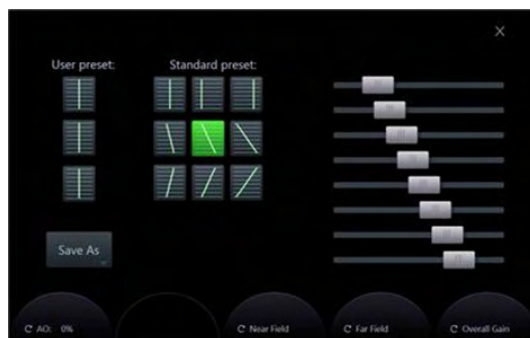 X
User preset:
Standard preset:
Save As
AO: 0%
Near Field
Far Field
Overall Gain